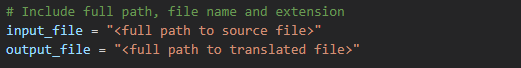 # Include full path, file name and extension
input_file = "<full path to source file>"
output_file = "<full path to translated file>"